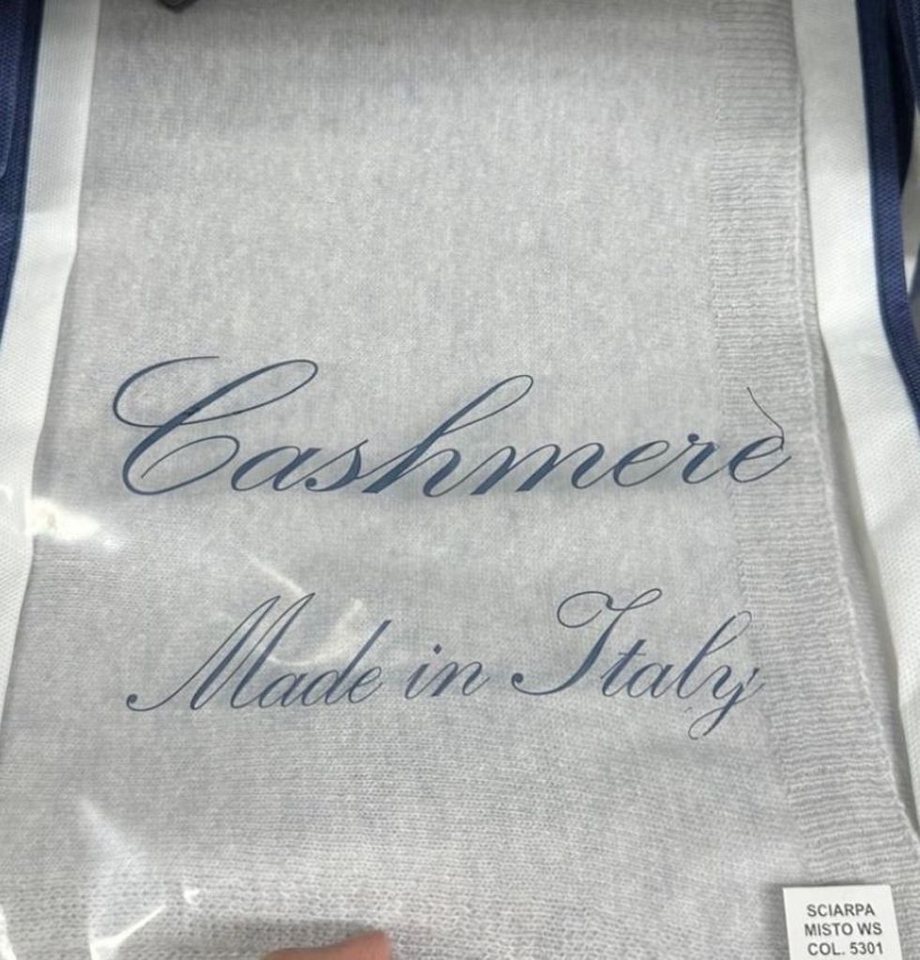 Cashmerè
Made in Italy
SCIARPA
MISTO WS
COL. 5301